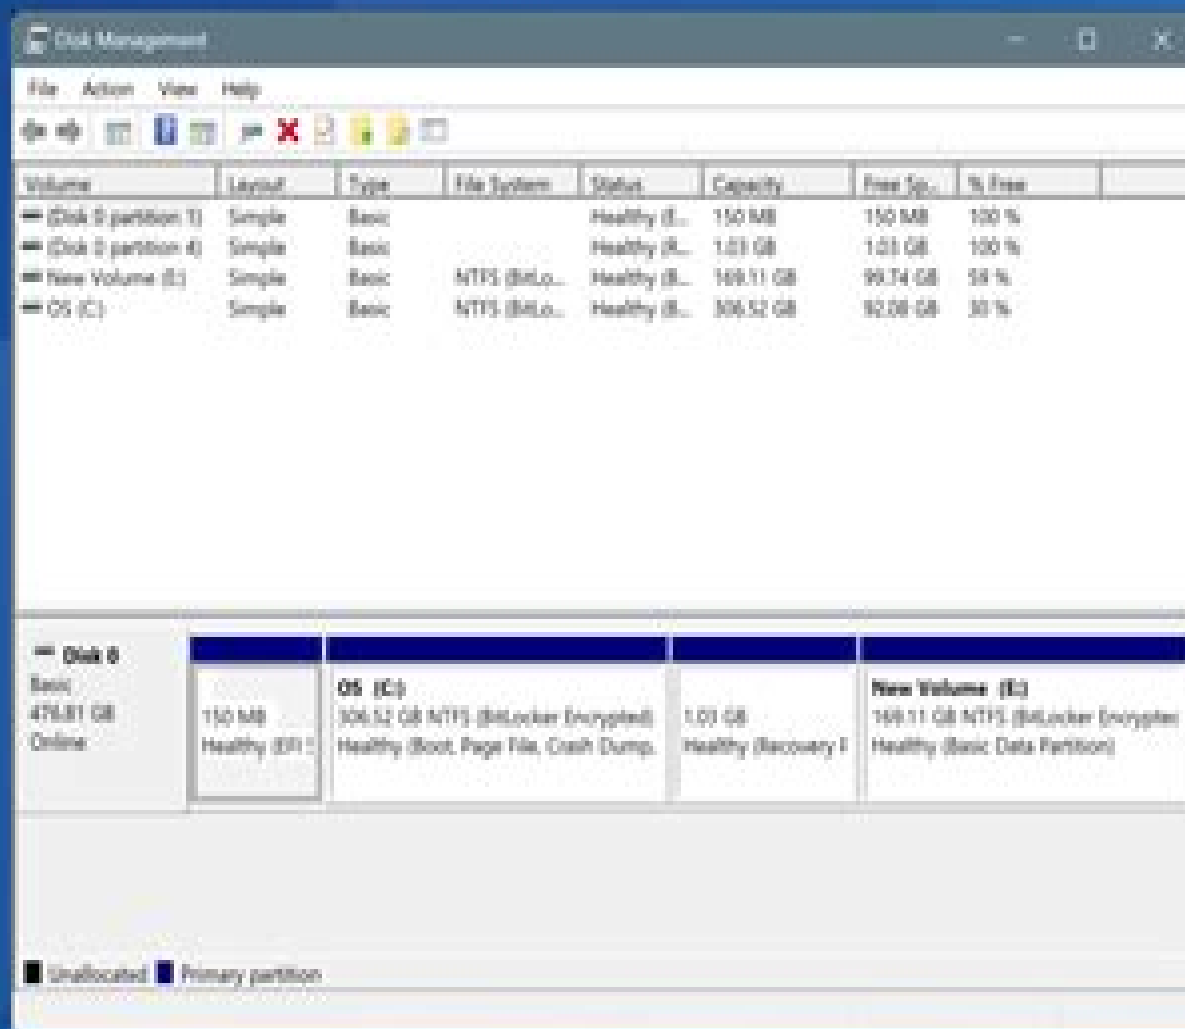 Disk Management
File Action View Help
Volume Layout Type File System Status Capacity Free Sp... % Free
(Disk 0 partition 1) Simple Basic Healthy (E... 150 MB 150 MB 100 %
(Disk 0 partition 4) Simple Basic Healthy (R... 1.03 GB 1.03 GB 100 %
New Volume (E:) Simple Basic NTFS (BitLo... Healthy (B... 169.11 GB 99.74 GB 59 %
OS (C:) Simple Basic NTFS (BitLo... Healthy (B... 306.52 GB 92.08 GB 30 %
Disk 0
Basic
476.81 GB
Online
150 MB
Healthy (EFI S
OS (C:)
306.52 GB NTFS (BitLocker Encrypted)
Healthy (Boot, Page File, Crash Dump,
1.03 GB
Healthy (Recovery P
New Volume (E:)
169.11 GB NTFS (BitLocker Encrypted
Healthy (Basic Data Partition)
Unallocated Primary partition